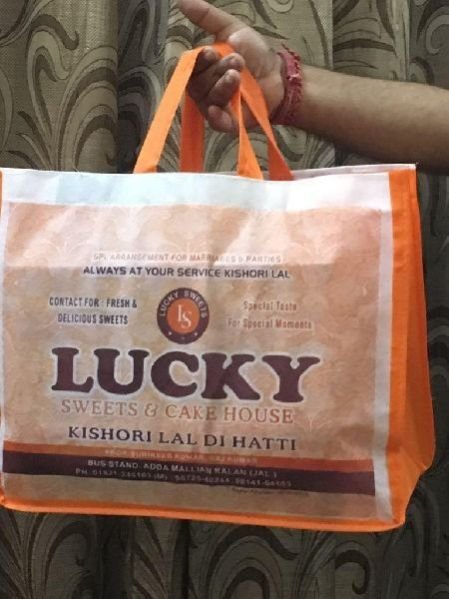 SPL. ARRANGEMENT FOR MARRIAGES & PARTIES
ALWAYS AT YOUR SERVICE KISHORI LAL
CONTACT FOR : FRESH &
DELICIOUS SWEETS
LUCKY SWEETS
LS
Special Taste
For Special Moments
LUCKY
SWEETS & CAKE HOUSE
KISHORI LAL DI HATTI
BUS STAND, ADDA MALLIAN KALAN (JAL.)